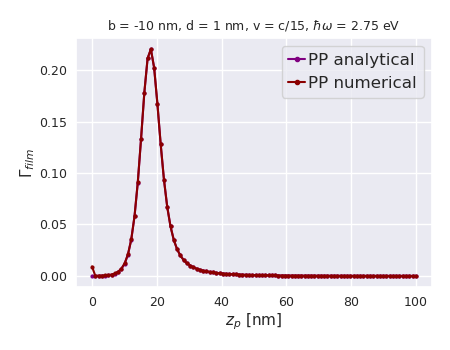 b = -10 nm, d = 1 nm, v = c/15, ℏω = 2.75 eV
PP analytical
PP numerical
0.20
0.15
0.10
0.05
0.00
Γ_film
0 20 40 60 80 100
z_p [nm]